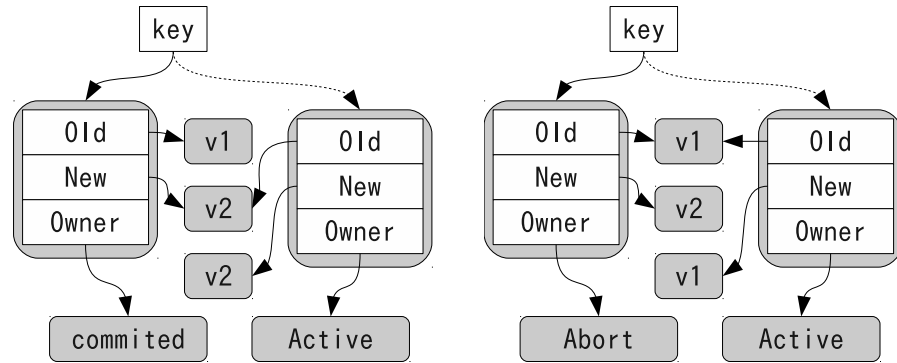 key
Old
New
Owner
v1
v2
v2
Old
New
Owner
commited
Active
key
Old
New
Owner
v1
v2
v1
Old
New
Owner
Abort
Active